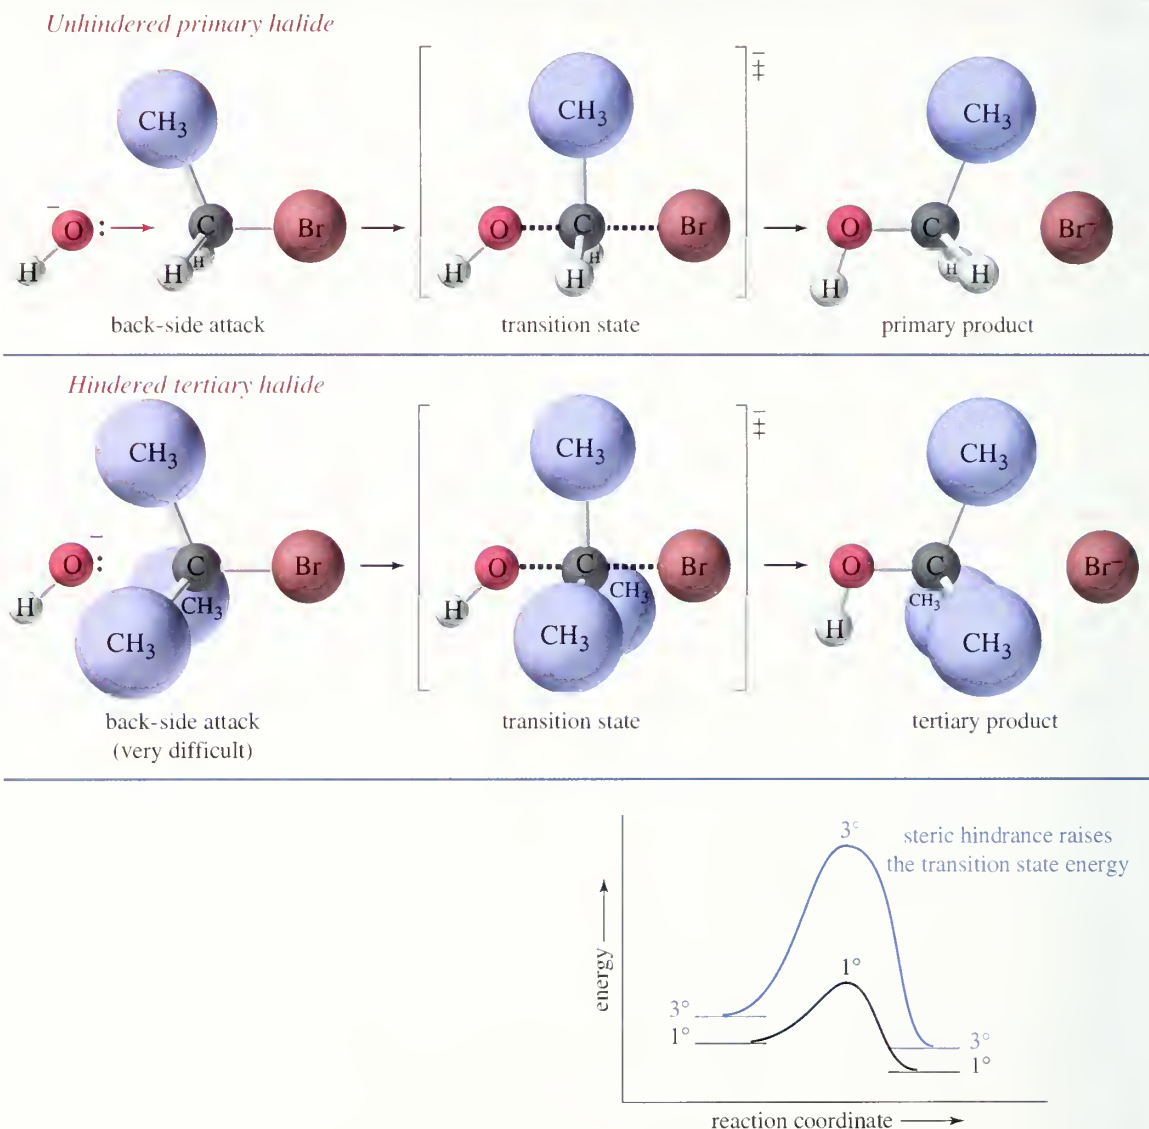 Unhindered primary halide
CH₃
CH₃
CH₃
‡
−
− O : C Br
O C Br
O C Br⁻
H H H
H H H
H H H
back-side attack
transition state
primary product
Hindered tertiary halide
CH₃
CH₃
CH₃
‡
−
− O : C Br
O C Br
O C Br⁻
H CH₃ CH₃
H CH₃ CH₃
H CH₃ CH₃
back-side attack
(very difficult)
transition state
tertiary product
3°
steric hindrance raises
the transition state energy
energy
1°
3°
1°
3°
1°
reaction coordinate